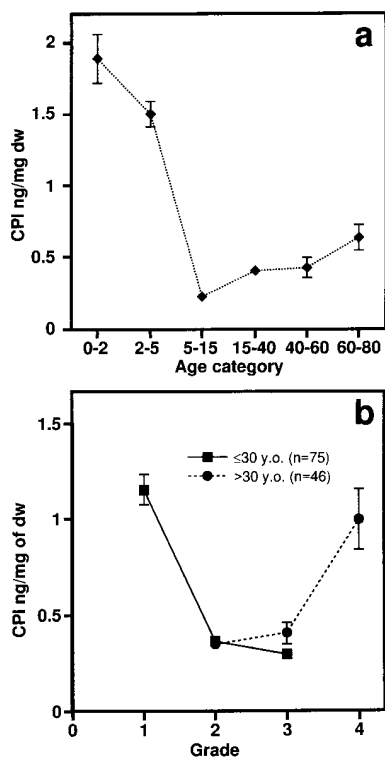 a
CPI ng/mg dw
2
1.5
1
0.5
0
0-2 2-5 5-15 15-40 40-60 60-80
Age category
b
CPI ng/mg of dw
1.5
1
0.5
0
≤30 y.o. (n=75)
>30 y.o. (n=46)
0 1 2 3 4
Grade